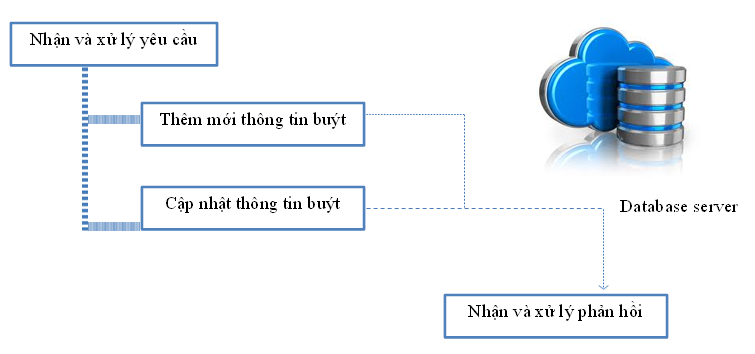 Nhận và xử lý yêu cầu
Thêm mới thông tin buýt
Cập nhật thông tin buýt
Database server
Nhận và xử lý phản hồi